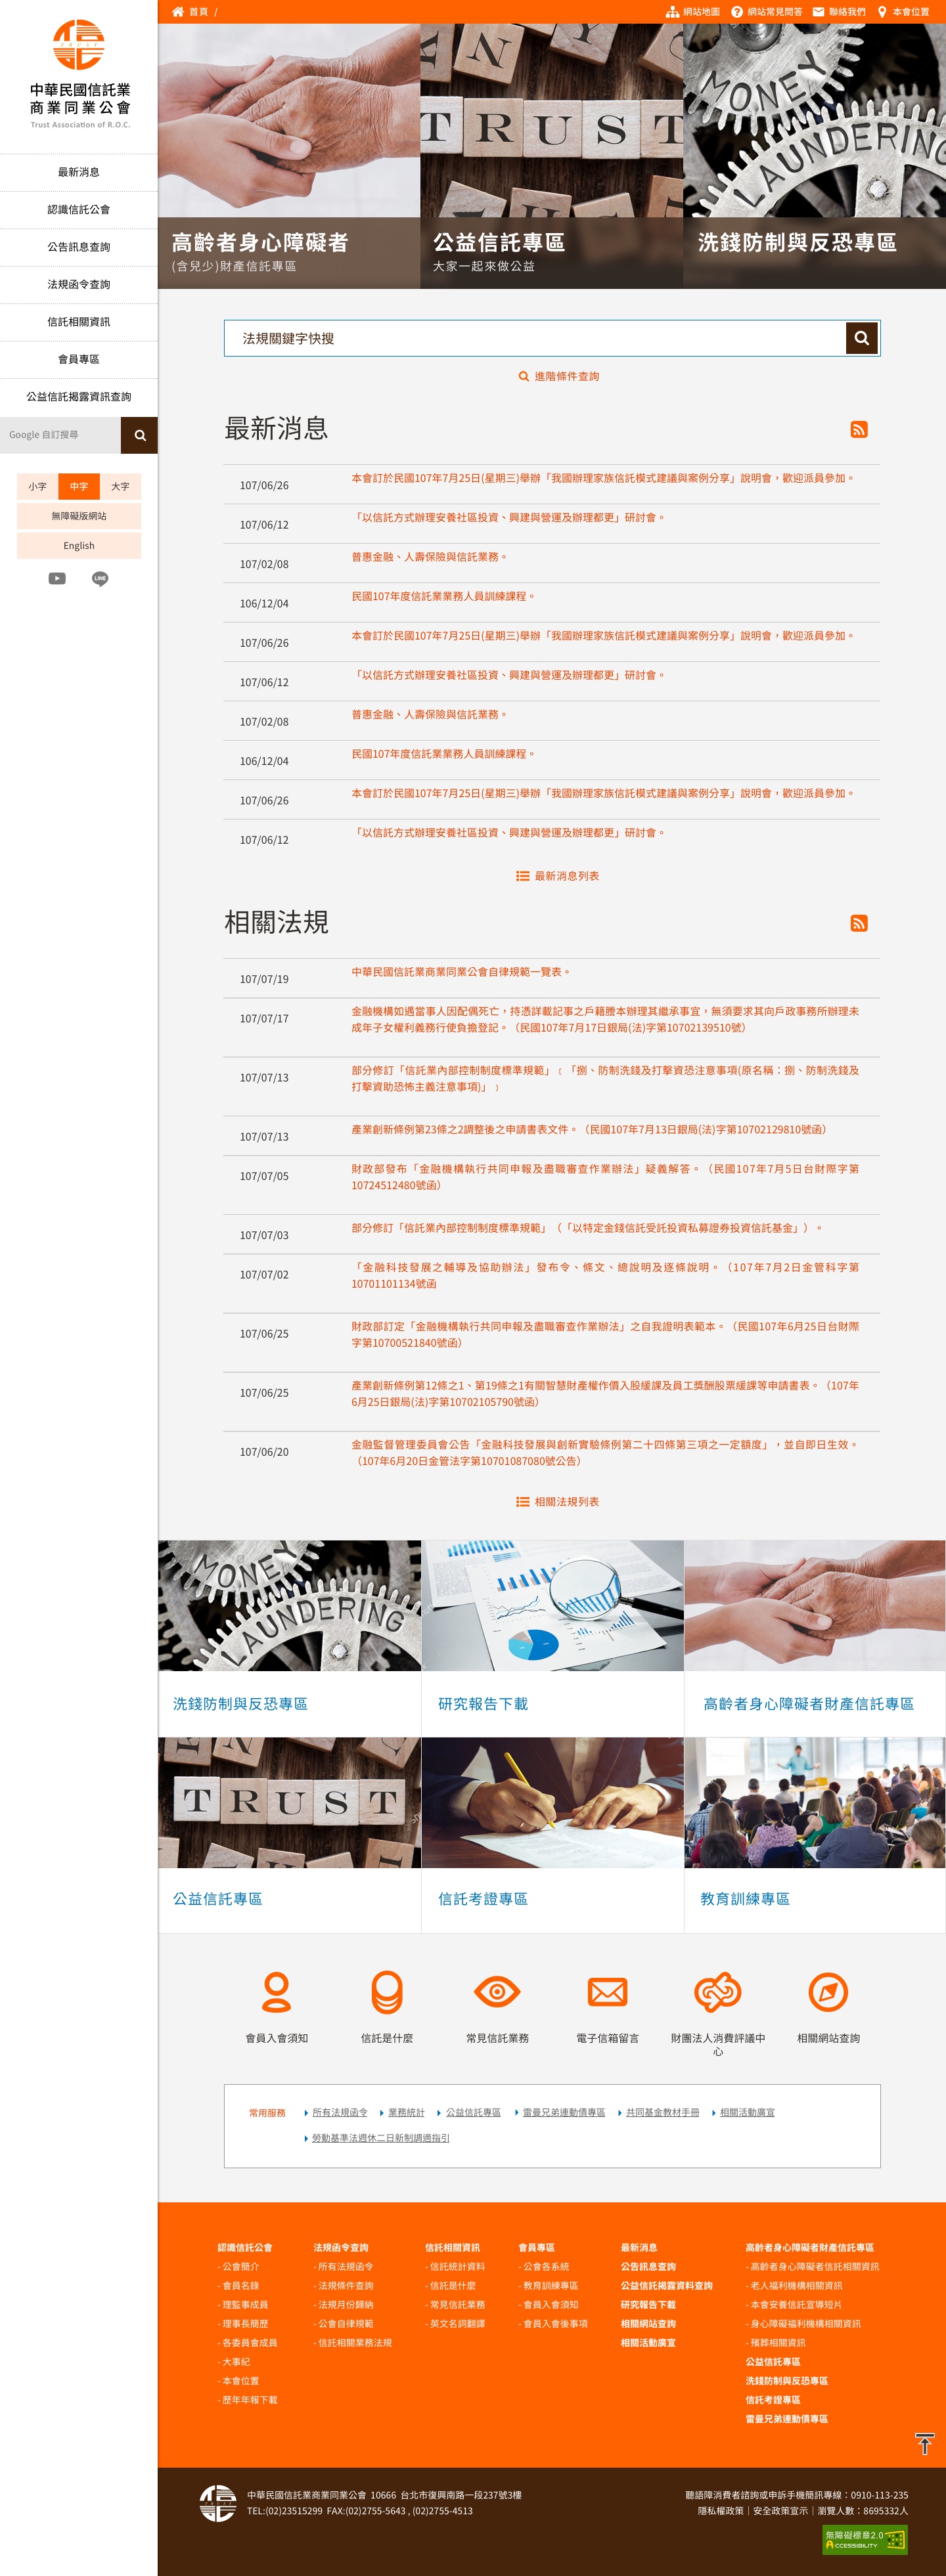 TRUST
中華民國信託業
商業同業公會
Trust Association of R.O.C.
最新消息
認識信託公會
公告訊息查詢
法規函令查詢
信託相關資訊
會員專區
公益信託揭露資訊查詢
Google 自訂搜尋
小字 中字 大字
無障礙版網站
English
LINE
首頁 /
網站地圖 網站常見問答 聯絡我們 本會位置
TRUST
MONEY
LAUNDERING
高齡者身心障礙者
(含兒少)財產信託專區
公益信託專區
大家一起來做公益
洗錢防制與反恐專區
法規關鍵字快搜
進階條件查詢
最新消息
107/06/26 本會訂於民國107年7月25日(星期三)舉辦「我國辦理家族信託模式建議與案例分享」說明會，歡迎派員參加。
107/06/12 「以信託方式辦理安養社區投資、興建與營運及辦理都更」研討會。
107/02/08 普惠金融、人壽保險與信託業務。
106/12/04 民國107年度信託業業務人員訓練課程。
107/06/26 本會訂於民國107年7月25日(星期三)舉辦「我國辦理家族信託模式建議與案例分享」說明會，歡迎派員參加。
107/06/12 「以信託方式辦理安養社區投資、興建與營運及辦理都更」研討會。
107/02/08 普惠金融、人壽保險與信託業務。
106/12/04 民國107年度信託業業務人員訓練課程。
107/06/26 本會訂於民國107年7月25日(星期三)舉辦「我國辦理家族信託模式建議與案例分享」說明會，歡迎派員參加。
107/06/12 「以信託方式辦理安養社區投資、興建與營運及辦理都更」研討會。
最新消息列表
相關法規
107/07/19 中華民國信託業商業同業公會自律規範一覽表。
107/07/17 金融機構如遇當事人因配偶死亡，持憑詳載記事之戶籍謄本辦理其繼承事宜，無須要求其向戶政事務所辦理未
成年子女權利義務行使負擔登記。（民國107年7月17日銀局(法)字第10702139510號）
107/07/13 部分修訂「信託業內部控制制度標準規範」﹝「捌、防制洗錢及打擊資恐注意事項(原名稱：捌、防制洗錢及
打擊資助恐怖主義注意事項)」﹞
107/07/13 產業創新條例第23條之2調整後之申請書表文件。（民國107年7月13日銀局(法)字第10702129810號函）
107/07/05 財政部發布「金融機構執行共同申報及盡職審查作業辦法」疑義解答。（民國107年7月5日台財際字第
10724512480號函）
107/07/03 部分修訂「信託業內部控制制度標準規範」（「以特定金錢信託受託投資私募證券投資信託基金」）。
107/07/02 「金融科技發展之輔導及協助辦法」發布令、條文、總說明及逐條說明。（107年7月2日金管科字第
10701101134號函
107/06/25 財政部訂定「金融機構執行共同申報及盡職審查作業辦法」之自我證明表範本。（民國107年6月25日台財際
字第10700521840號函）
107/06/25 產業創新條例第12條之1、第19條之1有關智慧財產權作價入股緩課及員工獎酬股票緩課等申請書表。（107年
6月25日銀局(法)字第10702105790號函）
107/06/20 金融監督管理委員會公告「金融科技發展與創新實驗條例第二十四條第三項之一定額度」，並自即日生效。
（107年6月20日金管法字第10701087080號公告）
相關法規列表
MONEY
LAUNDERING
洗錢防制與反恐專區 研究報告下載 高齡者身心障礙者財產信託專區
TRUST
公益信託專區 信託考證專區 教育訓練專區
會員入會須知 信託是什麼 常見信託業務 電子信箱留言 財團法人消費評議中 相關網站查詢
心
常用服務 所有法規函令 業務統計 公益信託專區 雷曼兄弟連動債專區 共同基金教材手冊 相關活動廣宣
勞動基準法週休二日新制調適指引
認識信託公會 法規函令查詢 信託相關資訊 會員專區 最新消息 高齡者身心障礙者財產信託專區
- 公會簡介 - 所有法規函令 - 信託統計資料 - 公會各系統 公告訊息查詢 - 高齡者身心障礙者信託相關資訊
- 會員名錄 - 法規條件查詢 - 信託是什麼 - 教育訓練專區 公益信託揭露資料查詢 - 老人福利機構相關資訊
- 理監事成員 - 法規月份歸納 - 常見信託業務 - 會員入會須知 研究報告下載 - 本會安養信託宣導短片
- 理事長簡歷 - 公會自律規範 - 英文名詞翻譯 - 會員入會後事項 相關網站查詢 - 身心障礙福利機構相關資訊
- 各委員會成員 - 信託相關業務法規 相關活動廣宣 - 殯葬相關資訊
- 大事紀 公益信託專區
- 本會位置 洗錢防制與反恐專區
- 歷年年報下載 信託考證專區
雷曼兄弟連動債專區
中華民國信託業商業同業公會 10666 台北市復興南路一段237號3樓
TEL:(02)23515299 FAX:(02)2755-5643 , (02)2755-4513
聽語障消費者諮詢或申訴手機簡訊專線：0910-113-235
隱私權政策｜安全政策宣示｜瀏覽人數：8695332人
無障礙標章2.0
ACCESSIBILITY